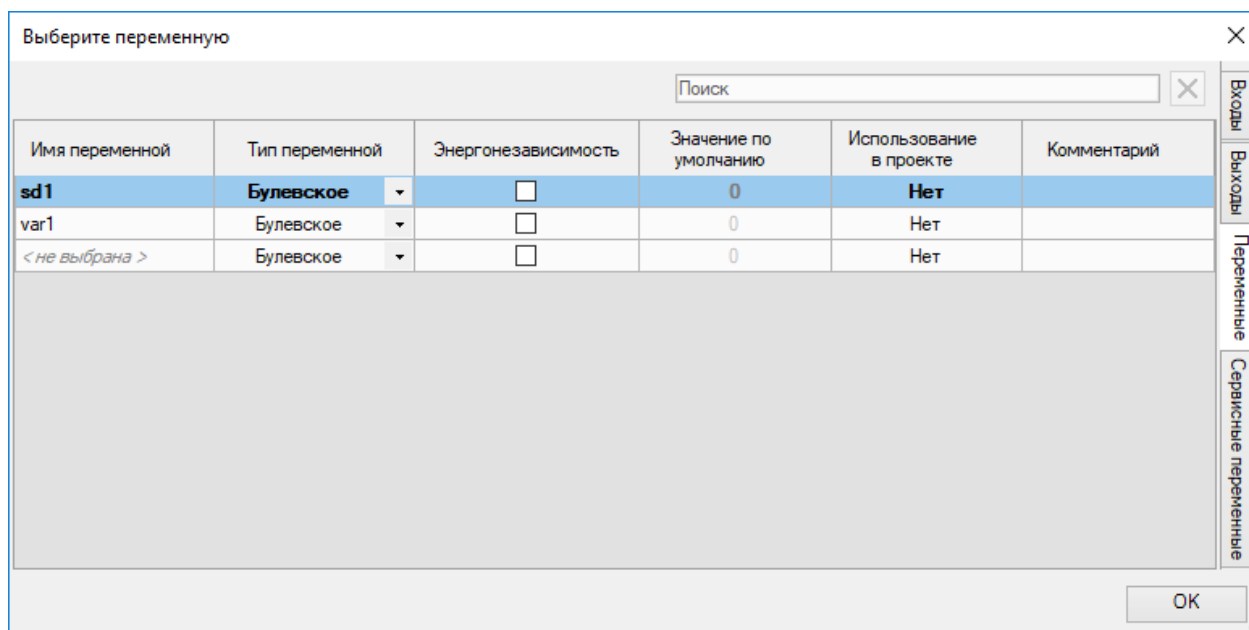 Выберите переменную
Поиск
Имя переменной Тип переменной Энергонезависимость Значение по умолчанию Использование в проекте Комментарий
sd1 Булевское 0 Нет
var1 Булевское 0 Нет
< не выбрана > Булевское 0 Нет
Входы
Выходы
Переменные
Сервисные переменные
OK